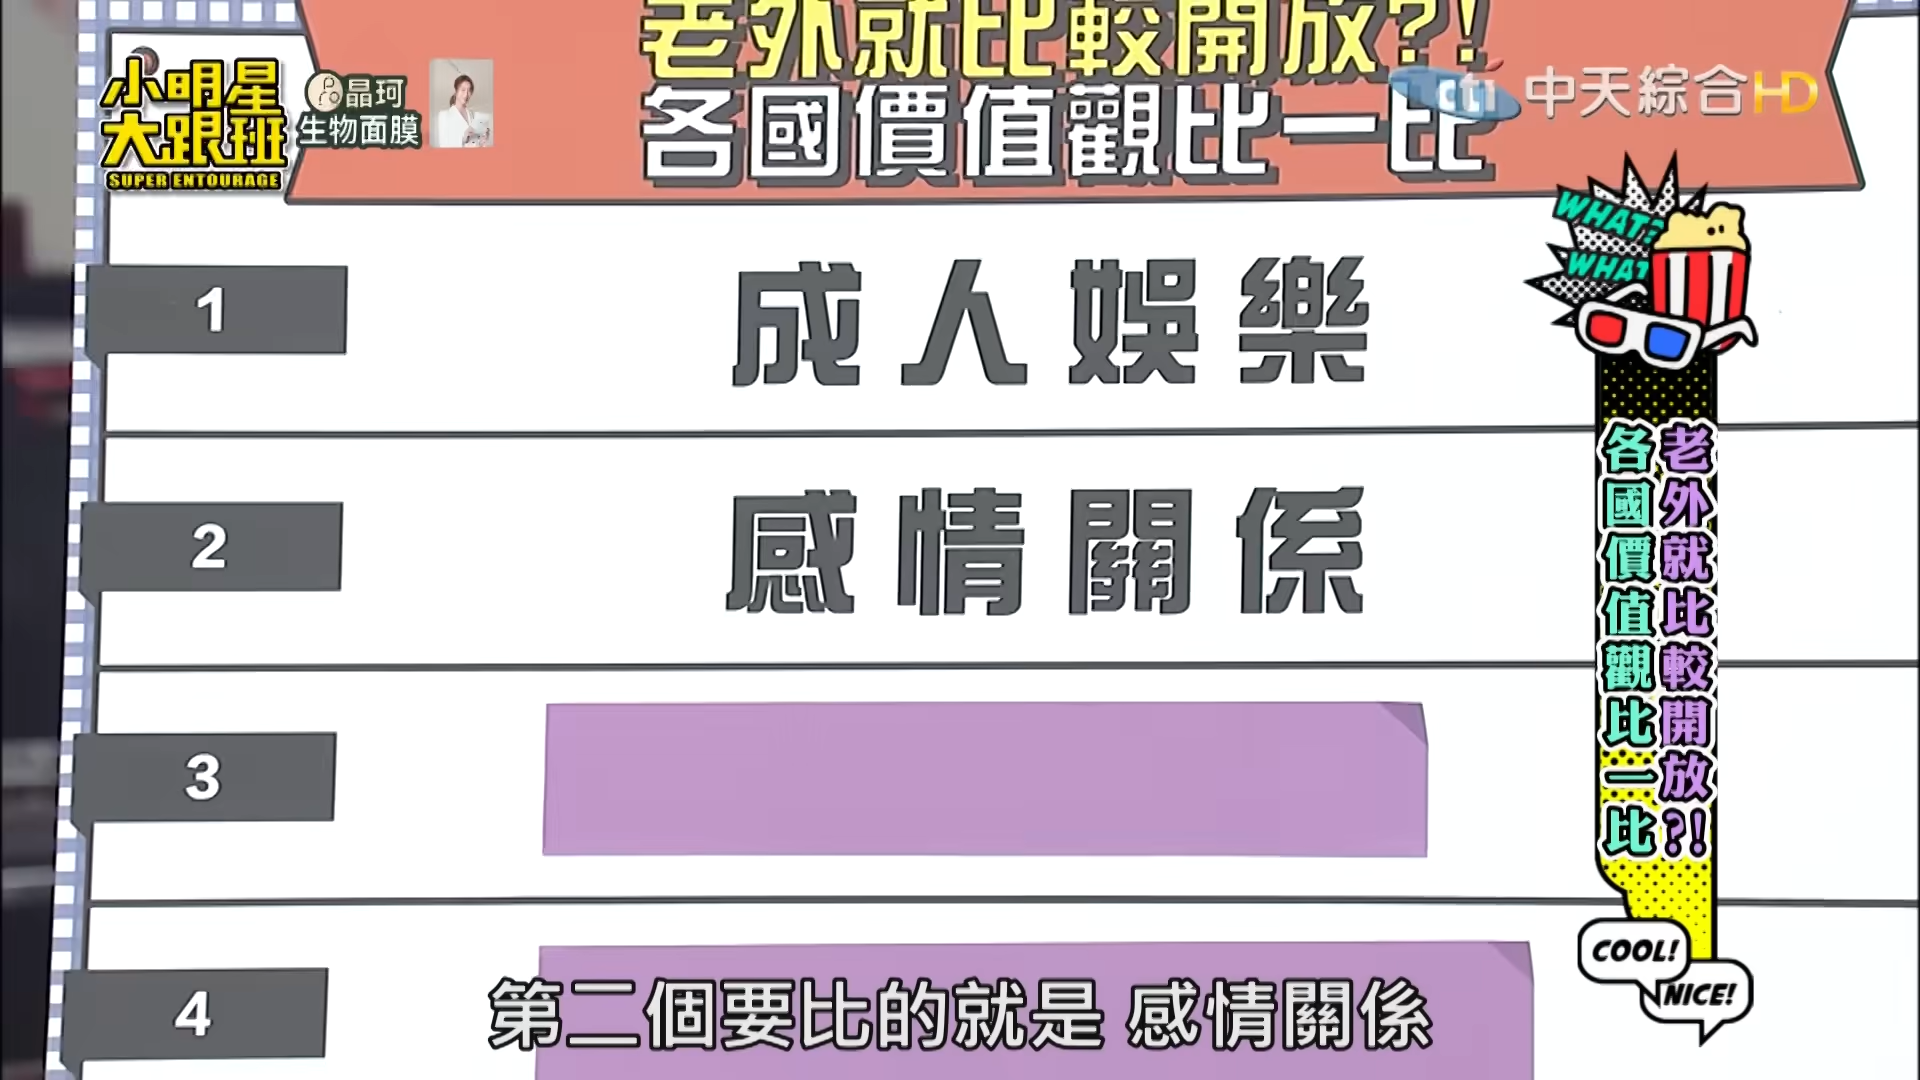 老外就比較開放?!
各國價值觀比一比
小明星
大跟班
SUPER ENTOURAGE
晶珂
生物面膜
cti 中天綜合HD
WHAT?
WHAT
1
成人娛樂
2
感情關係
3
4
老外就比較開放?!
各國價值觀比一比
COOL!
NICE!
第二個要比的就是 感情關係